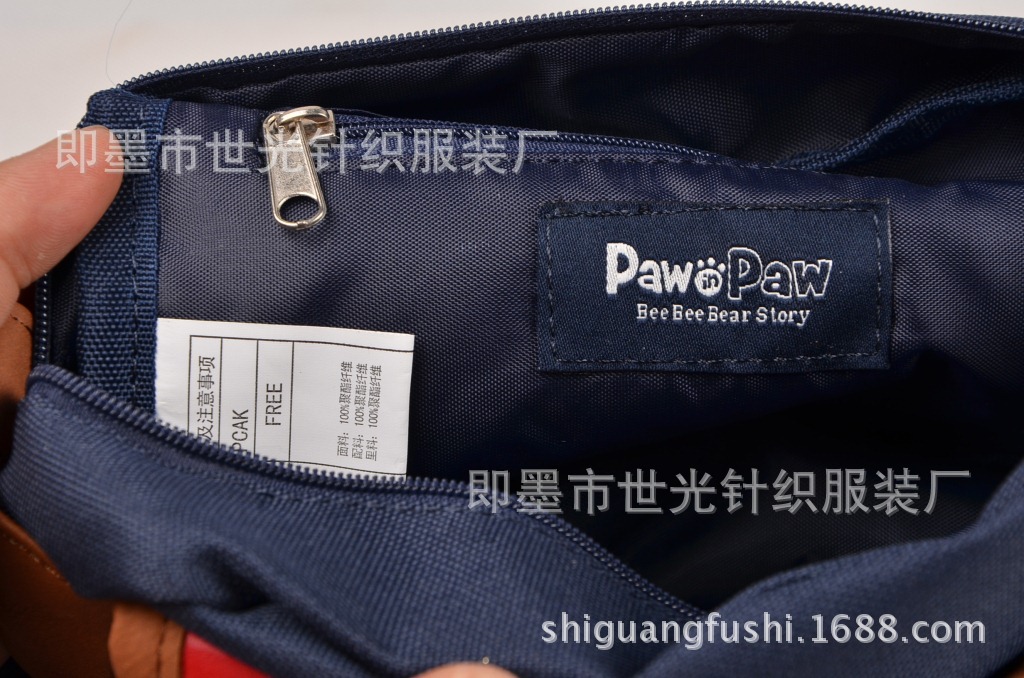 即墨市世光针织服装厂
Paw in Paw
BeeBeeBear Story
及注意事项
PCAK
FREE
面料: 100%聚酯纤维
配料: 100%聚酯纤维
里料: 100%聚酯纤维
即墨市世光针织服装厂
shiguangfushi.1688.com